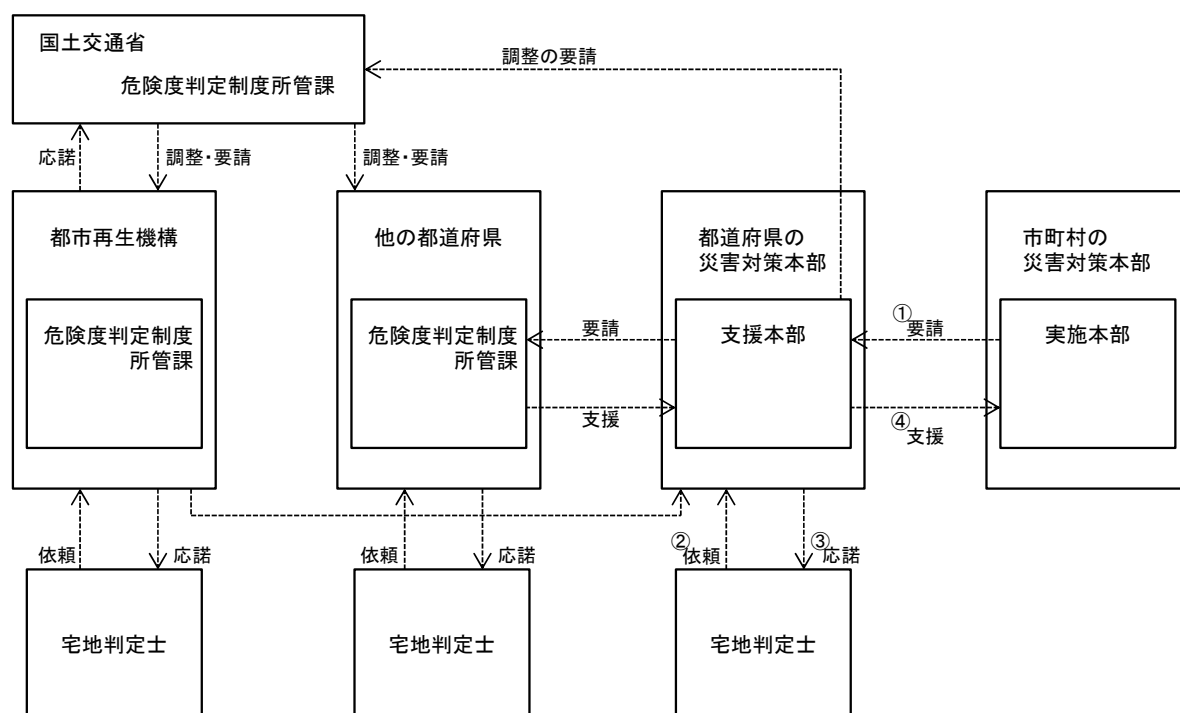 国土交通省
危険度判定制度所管課
調整の要請
応諾
調整・要請
調整・要請
都市再生機構
他の都道府県
都道府県の
災害対策本部
市町村の
災害対策本部
危険度判定制度
所管課
危険度判定制度
所管課
要請
支援
支援本部
①
要請
④
支援
実施本部
依頼
応諾
依頼
応諾
②
依頼
③
応諾
宅地判定士
宅地判定士
宅地判定士